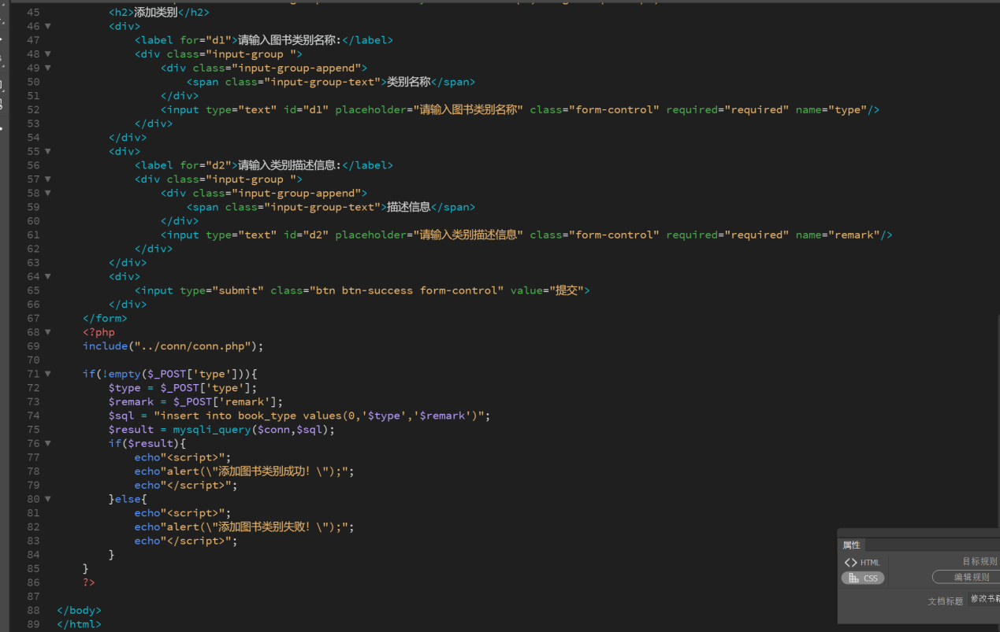 45 <h2>添加类别</h2>
46 <div>
47 <label for="d1">请输入图书类别名称:</label>
48 <div class="input-group ">
49 <div class="input-group-append">
50 <span class="input-group-text">类别名称</span>
51 </div>
52 <input type="text" id="d1" placeholder="请输入图书类别名称" class="form-control" required="required" name="type"/>
53 </div>
54 </div>
55 <div>
56 <label for="d2">请输入类别描述信息:</label>
57 <div class="input-group ">
58 <div class="input-group-append">
59 <span class="input-group-text">描述信息</span>
60 </div>
61 <input type="text" id="d2" placeholder="请输入类别描述信息" class="form-control" required="required" name="remark"/>
62 </div>
63 </div>
64 <div>
65 <input type="submit" class="btn btn-success form-control" value="提交">
66 </div>
67 </form>
68 <?php
69 include("../conn/conn.php");
70
71 if(!empty($_POST['type'])){
72 $type = $_POST['type'];
73 $remark = $_POST['remark'];
74 $sql = "insert into book_type values(0,'$type','$remark')";
75 $result = mysqli_query($conn,$sql);
76 if($result){
77 echo"<script>";
78 echo"alert(\"添加图书类别成功! \");";
79 echo"</script>";
80 }else{
81 echo"<script>";
82 echo"alert(\"添加图书类别失败! \");";
83 echo"</script>";
84 }
85 }
86 ?>
87
88 </body>
89 </html>
属性
<> HTML 目标规则
CSS 编辑规则
文档标题 修改书籍